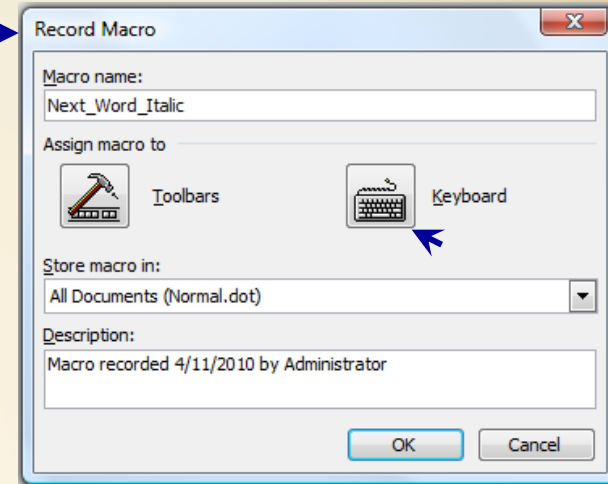 Record Macro
Macro name:
Next_Word_Italic
Assign macro to
Toolbars Keyboard
Store macro in:
All Documents (Normal.dot)
Description:
Macro recorded 4/11/2010 by Administrator
OK Cancel